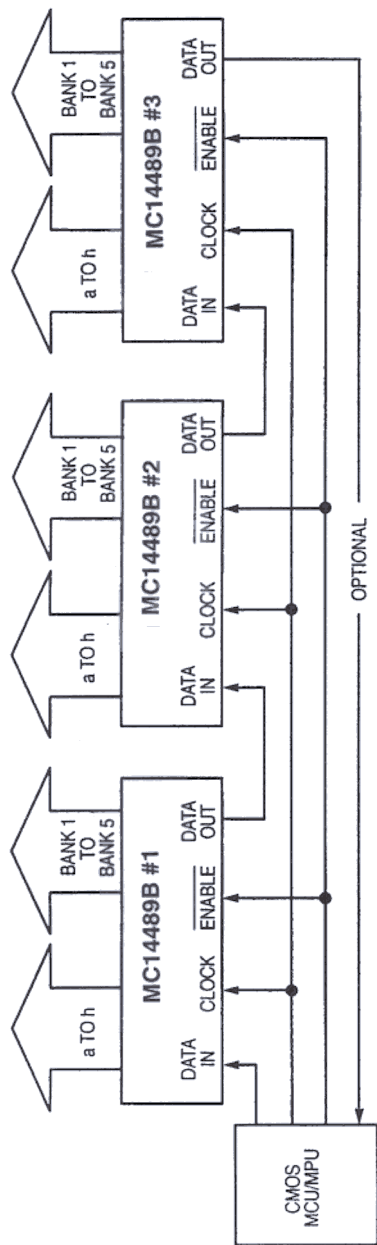 a TO h
BANK 1
TO
BANK 5
a TO h
BANK 1
TO
BANK 5
a TO h
BANK 1
TO
BANK 5
MC14489B #1
MC14489B #2
MC14489B #3
DATA
IN
CLOCK
ENABLE
DATA
OUT
DATA
IN
CLOCK
ENABLE
DATA
OUT
DATA
IN
CLOCK
ENABLE
DATA
OUT
CMOS
MCU/MPU
OPTIONAL